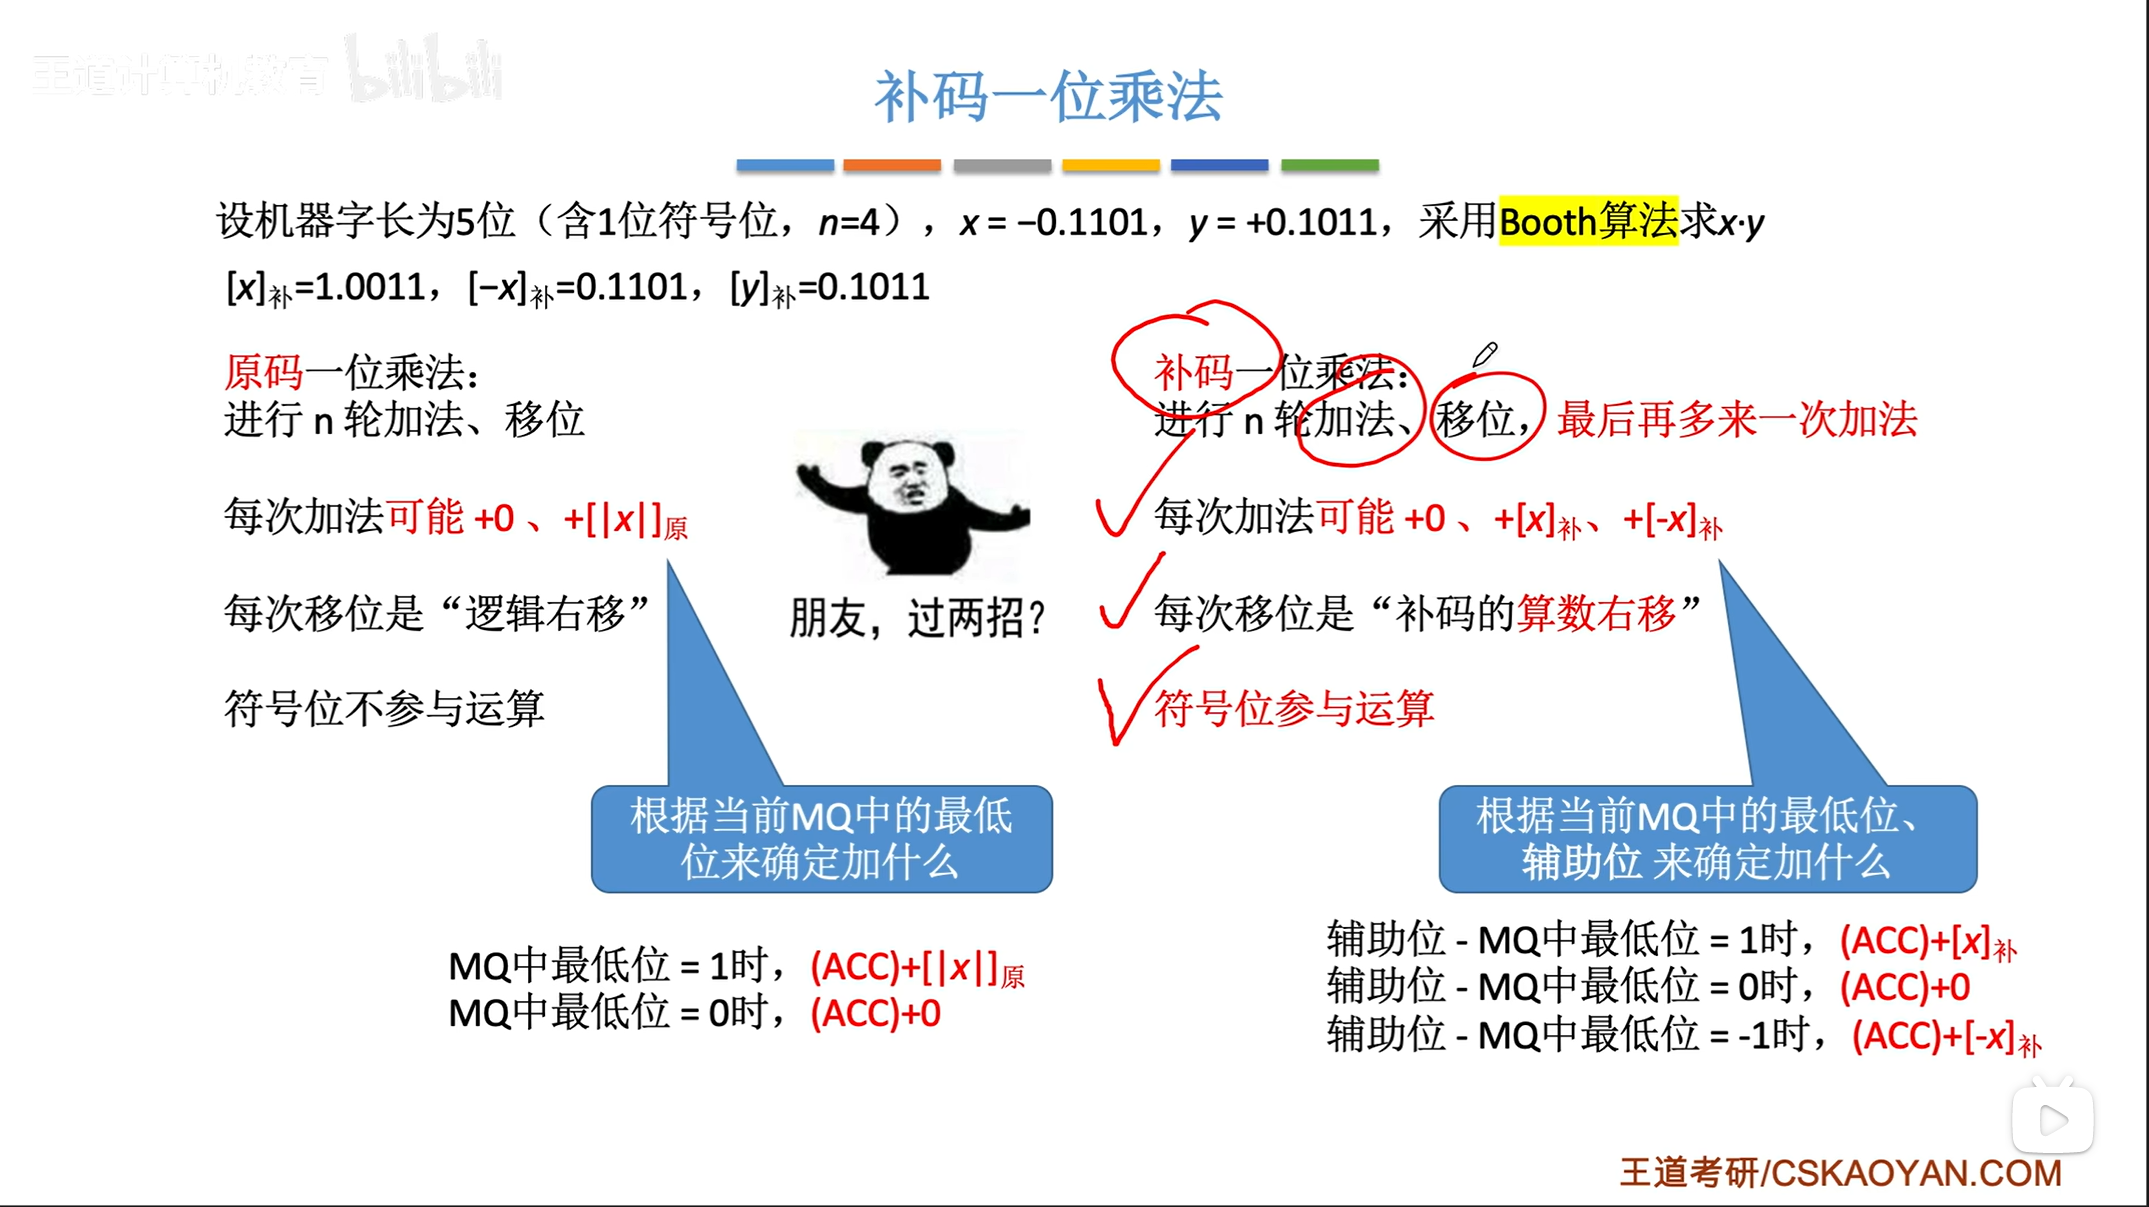 王道计算机教育 bilibili
补码一位乘法
设机器字长为5位（含1位符号位，n=4），x = −0.1101，y = +0.1011，采用Booth算法求x·y
[x]补=1.0011，[−x]补=0.1101，[y]补=0.1011
原码一位乘法：
进行 n 轮加法、移位
每次加法可能 +0 、+[|x|]原
每次移位是“逻辑右移”
符号位不参与运算
根据当前MQ中的最低
位来确定加什么
MQ中最低位 = 1时，(ACC)+[|x|]原
MQ中最低位 = 0时，(ACC)+0
朋友，过两招？
补码一位乘法：
进行 n 轮加法、移位，最后再多来一次加法
每次加法可能 +0 、+[x]补、+[-x]补
每次移位是“补码的算数右移”
符号位参与运算
根据当前MQ中的最低位、
辅助位 来确定加什么
辅助位 - MQ中最低位 = 1时，(ACC)+[x]补
辅助位 - MQ中最低位 = 0时，(ACC)+0
辅助位 - MQ中最低位 = -1时，(ACC)+[-x]补
王道考研/CSKAOYAN.COM